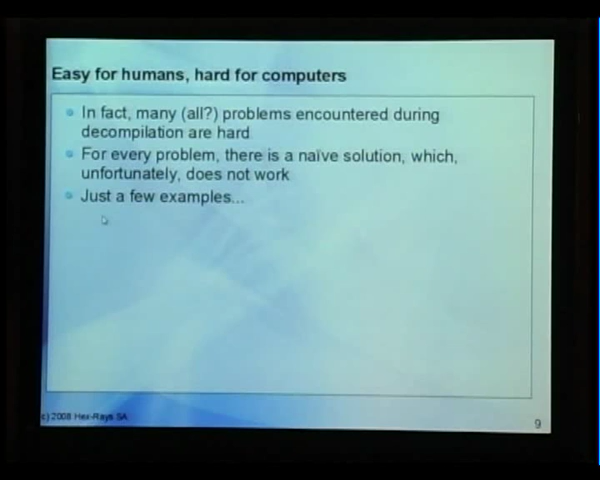 Easy for humans, hard for computers
In fact, many (all?) problems encountered during
decompilation are hard
For every problem, there is a naïve solution, which,
unfortunately, does not work
Just a few examples...
c) 2008 Hex-Rays SA
9